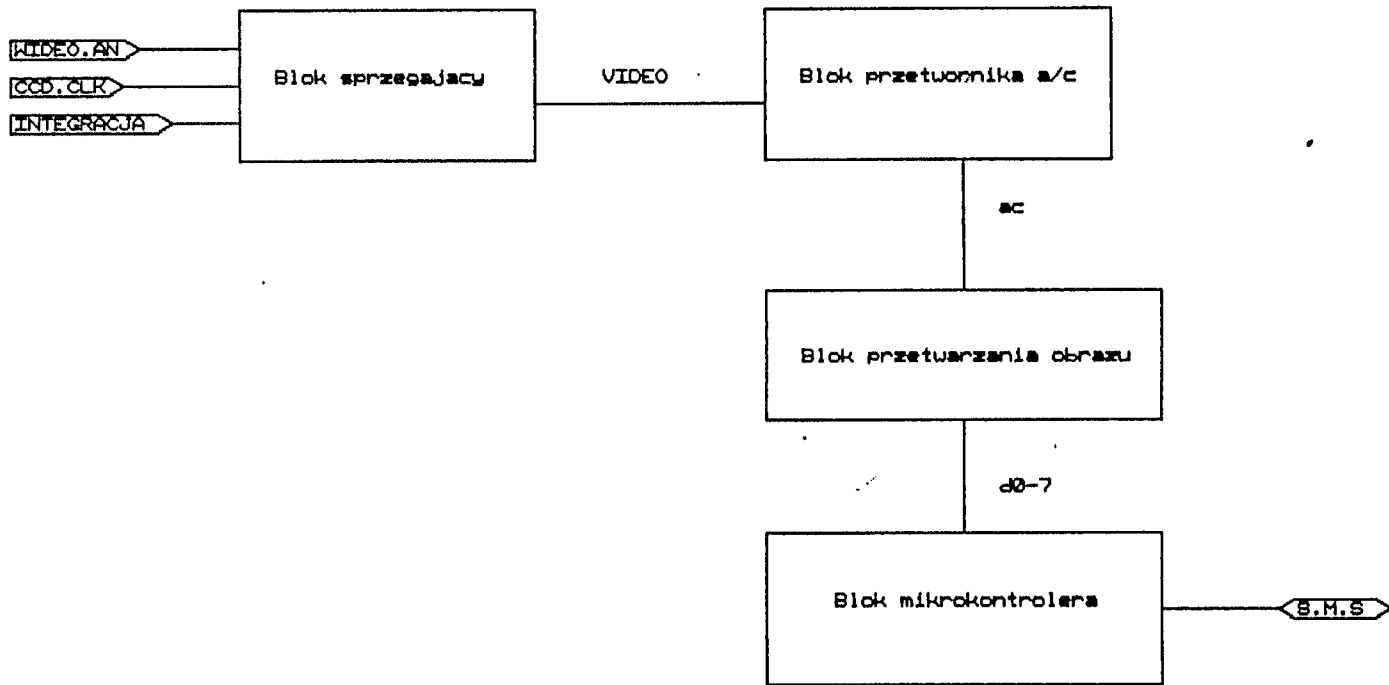 WIDEO.AN
CCD.CLK
INTEGRACJA
Blok sprzegajacy
VIDEO
Blok przetwornika a/c
ac
Blok przetwarzania obrazu
d0-7
Blok mikrokontrolera
S.M.S